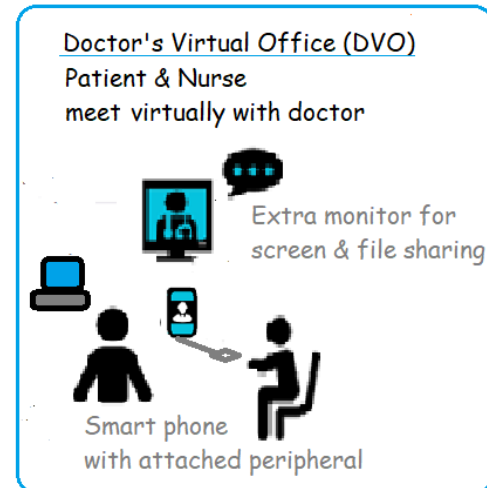 Doctor's Virtual Office (DVO)
Patient & Nurse
meet virtually with doctor
Extra monitor for
screen & file sharing
Smart phone
with attached peripheral